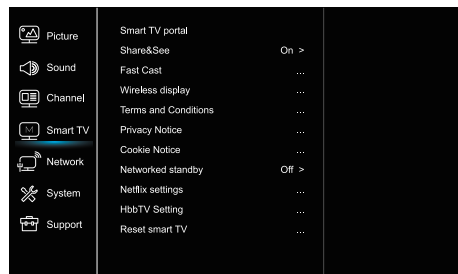 Picture
Sound
Channel
M Smart TV
Network
System
Support
Smart TV portal
Share&See On >
Fast Cast ...
Wireless display ...
Terms and Conditions ...
Privacy Notice ...
Cookie Notice ...
Networked standby Off >
Netflix settings ...
HbbTV Setting ...
Reset smart TV ...